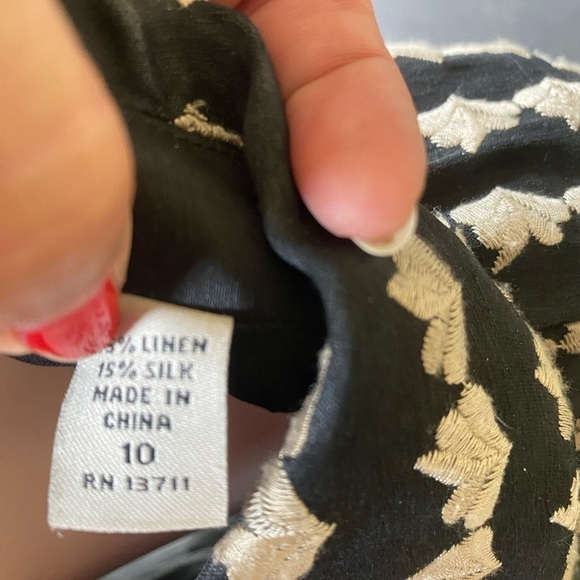 % LINEN
15% SILK
MADE IN
CHINA
10
RN 13711